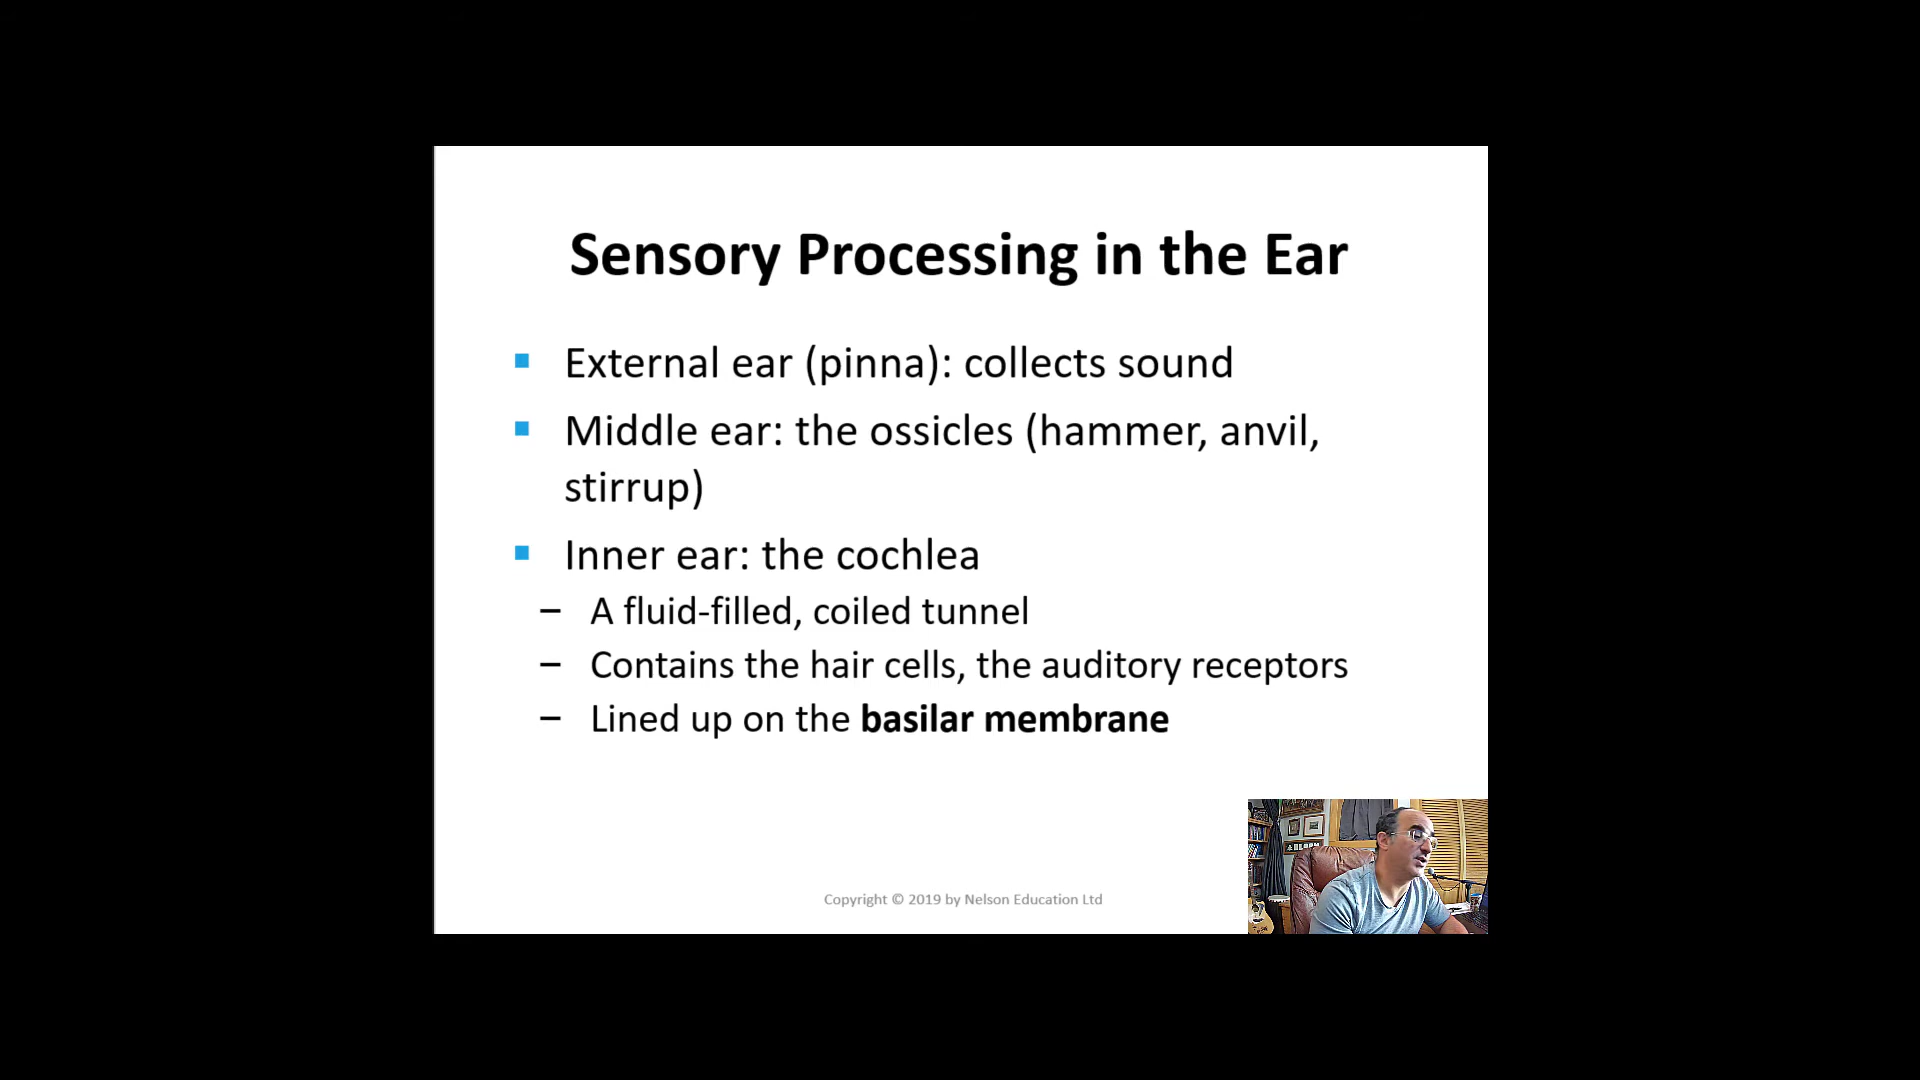 Sensory Processing in the Ear
▪ External ear (pinna): collects sound
▪ Middle ear: the ossicles (hammer, anvil,
stirrup)
▪ Inner ear: the cochlea
– A fluid-filled, coiled tunnel
– Contains the hair cells, the auditory receptors
– Lined up on the basilar membrane
Copyright © 2019 by Nelson Education Ltd